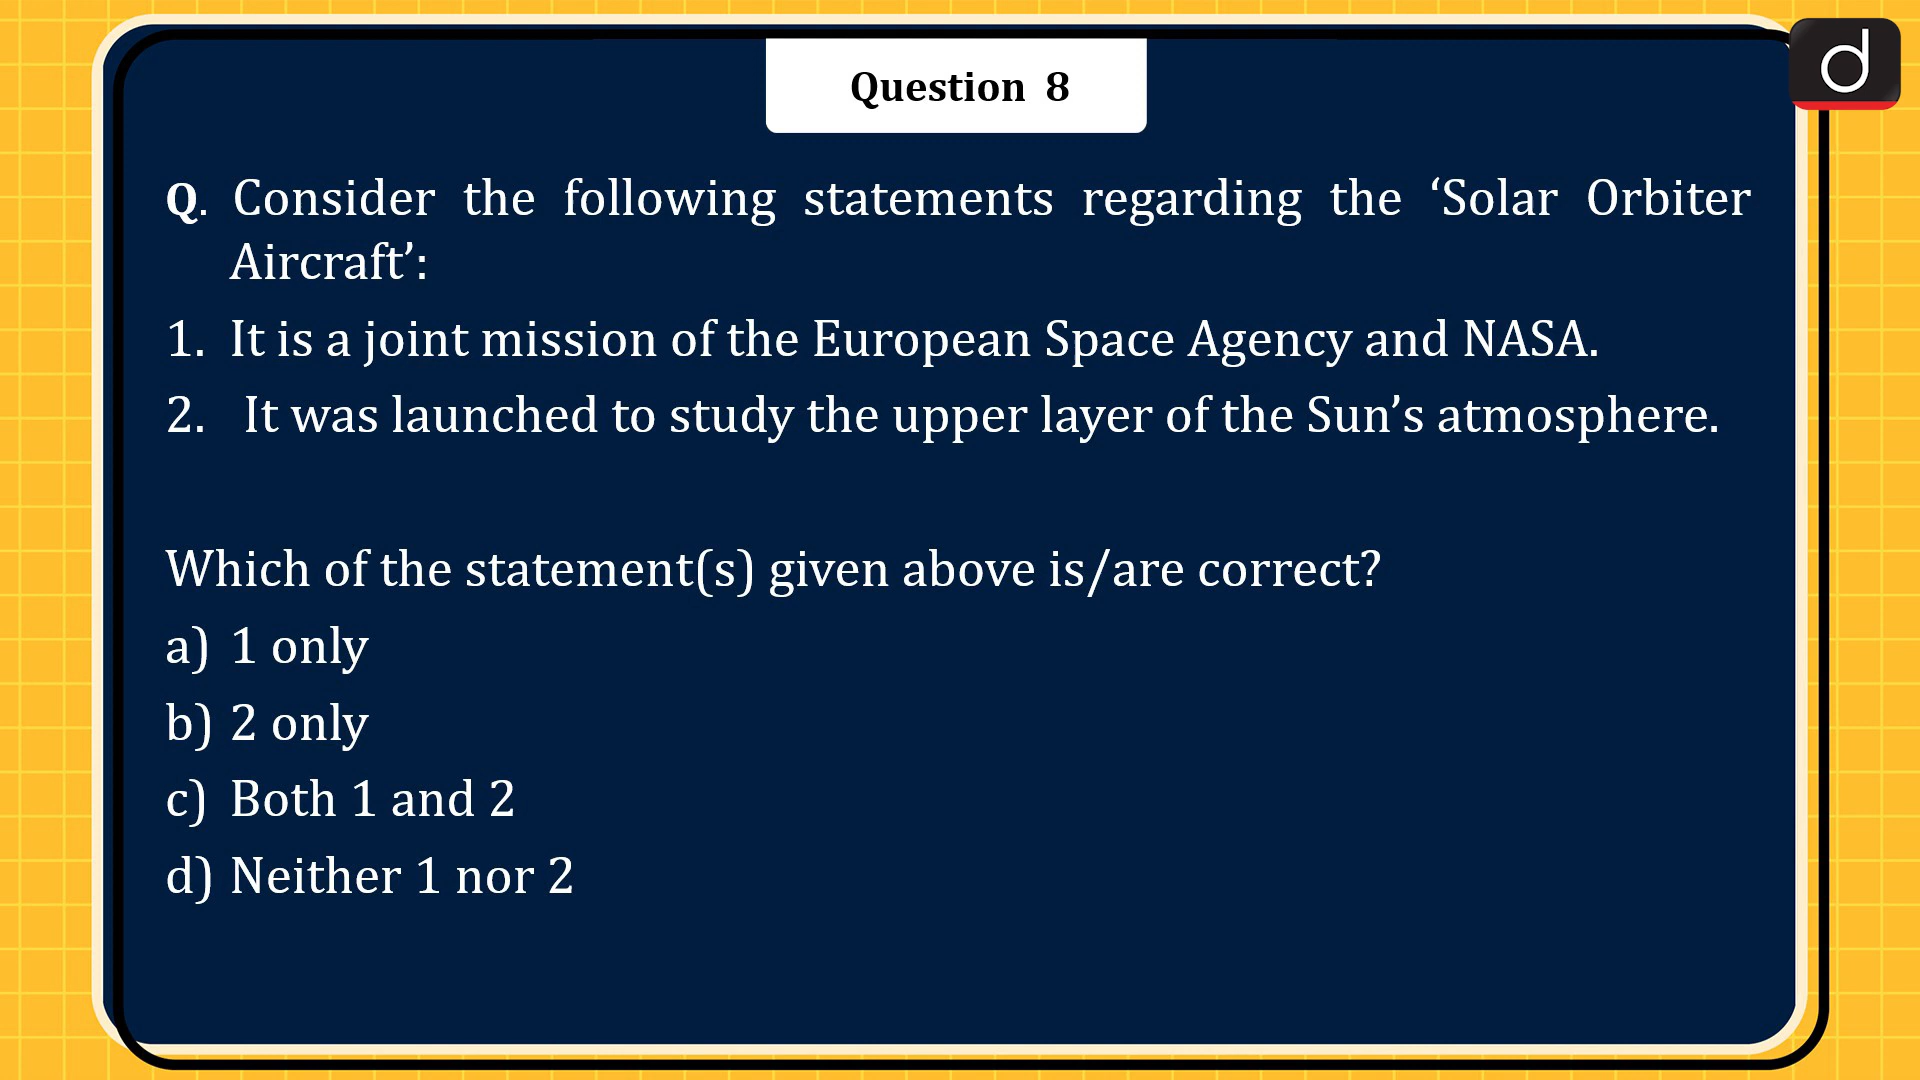 Question 8
Q. Consider the following statements regarding the ‘Solar Orbiter
Aircraft’:
1. It is a joint mission of the European Space Agency and NASA.
2. It was launched to study the upper layer of the Sun’s atmosphere.
Which of the statement(s) given above is/are correct?
a) 1 only
b) 2 only
c) Both 1 and 2
d) Neither 1 nor 2
d